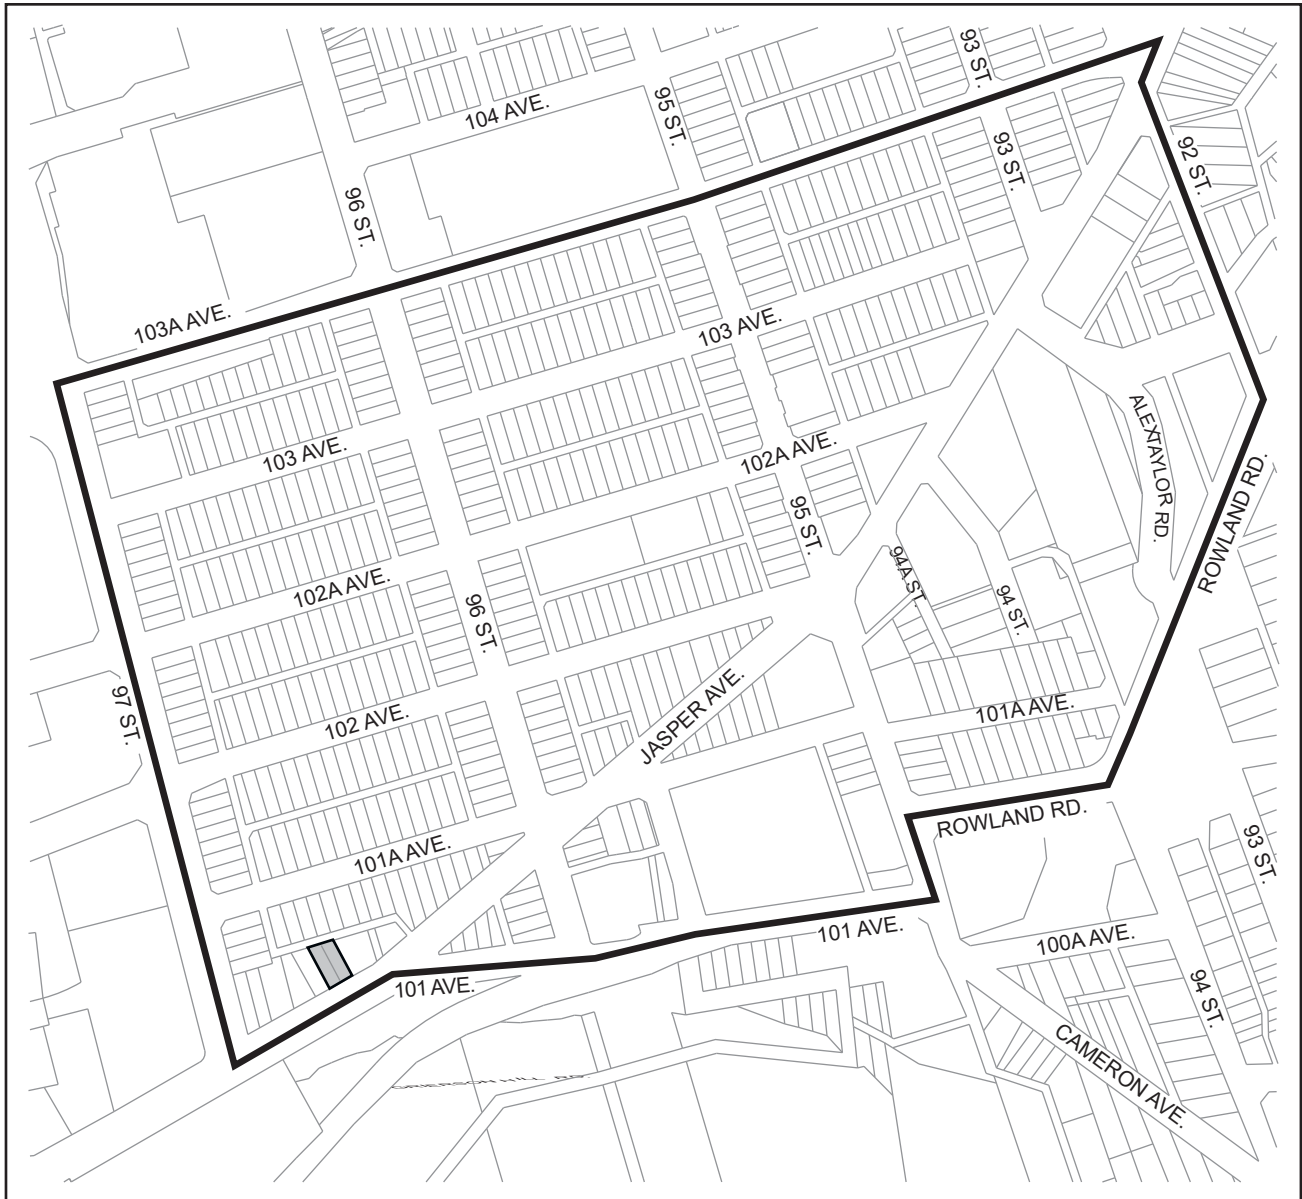 93 ST.
104 AVE.
95 ST.
93 ST.
92 ST.
96 ST.
103A AVE.
103 AVE.
ALEX TAYLOR RD.
103 AVE.
102A AVE.
ROWLAND RD.
95 ST.
94A ST.
102A AVE.
96 ST.
94 ST.
97 ST.
JASPER AVE.
102 AVE.
101A AVE.
ROWLAND RD.
101A AVE.
93 ST.
101 AVE.
100A AVE.
101 AVE.
94 ST.
CAMERON AVE.
GRIERSON HILL RD.